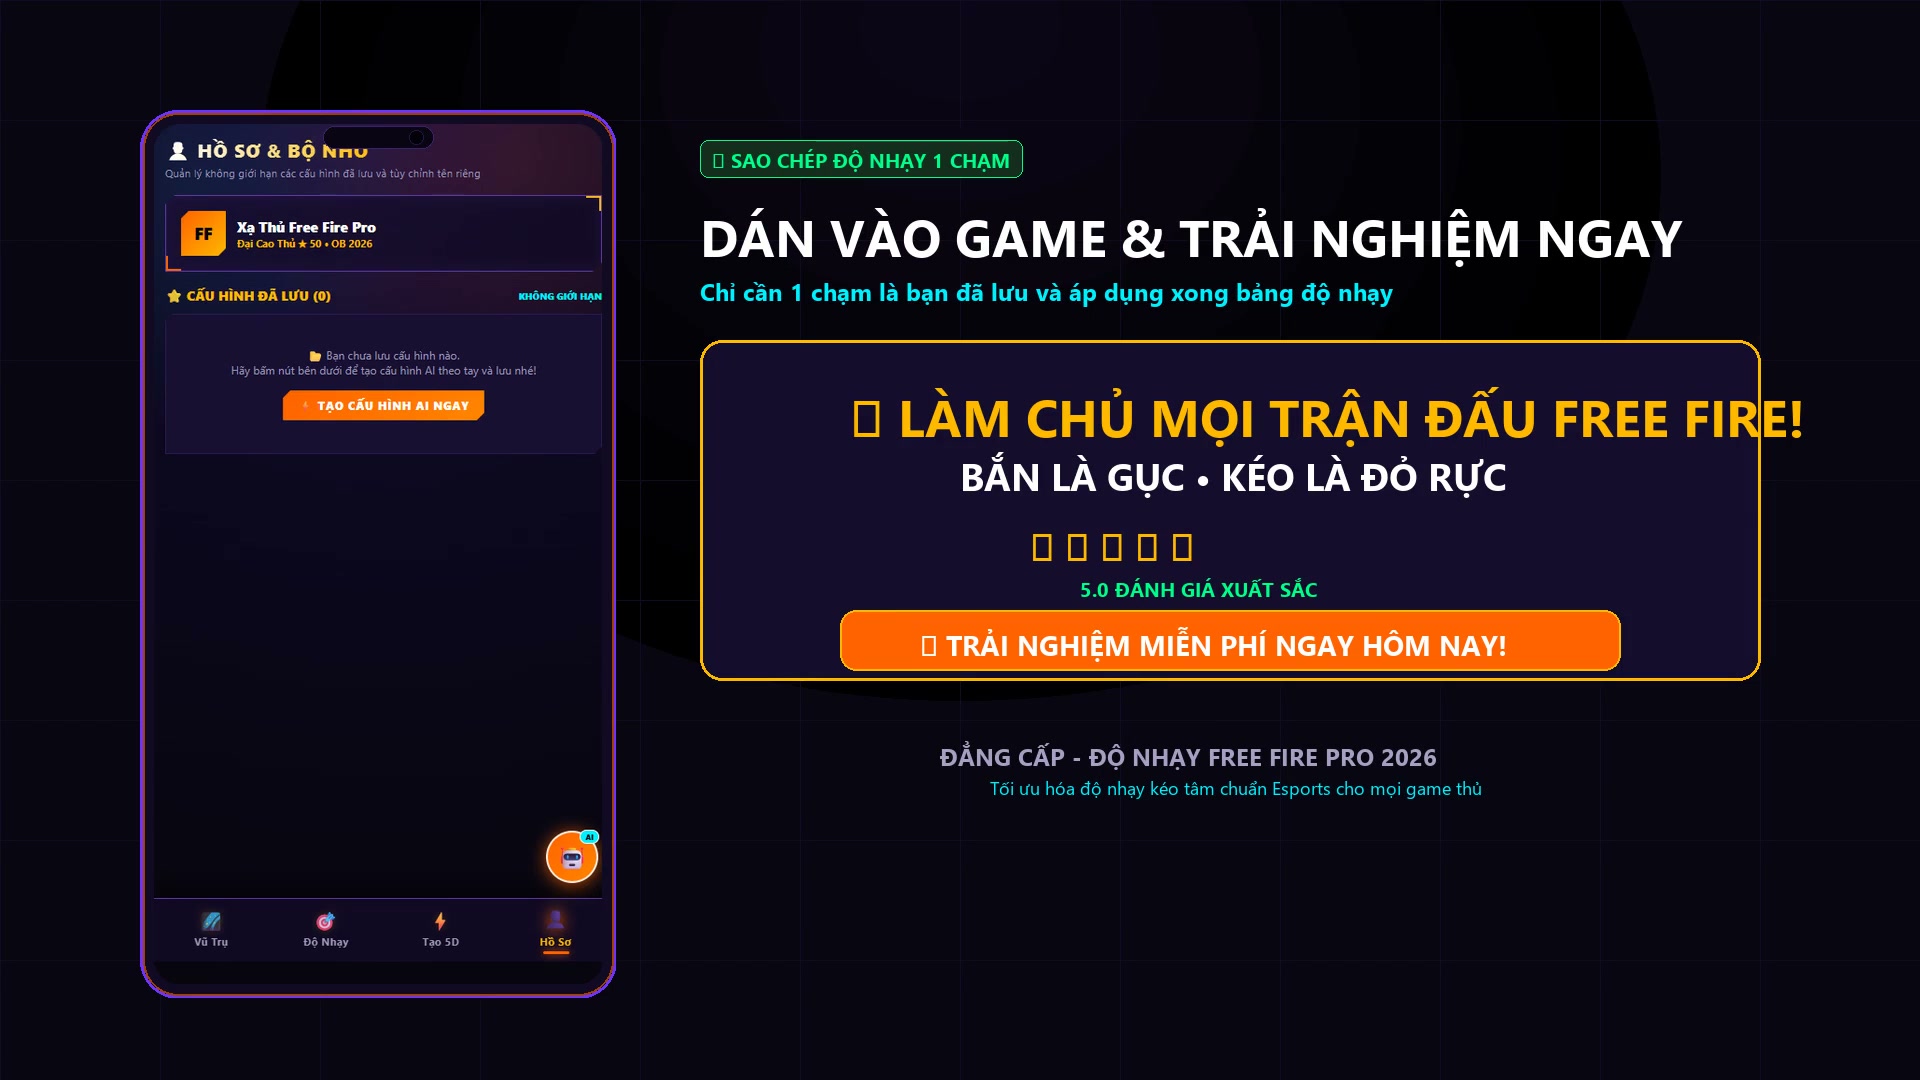 HỒ SƠ & BỘ NHỚ
Quản lý không giới hạn các cấu hình đã lưu và tùy chỉnh tên riêng
FF
Xạ Thủ Free Fire Pro
Đại Cao Thủ ★ 50 • OB 2026
CẤU HÌNH ĐÃ LƯU (0)
KHÔNG GIỚI HẠN
Bạn chưa lưu cấu hình nào.
Hãy bấm nút bên dưới để tạo cấu hình AI theo tay và lưu nhé!
TẠO CẤU HÌNH AI NGAY
AI
Vũ Trụ
Độ Nhạy
Tạo 5D
Hồ Sơ
SAO CHÉP ĐỘ NHẠY 1 CHẠM
DÁN VÀO GAME & TRẢI NGHIỆM NGAY
Chỉ cần 1 chạm là bạn đã lưu và áp dụng xong bảng độ nhạy
LÀM CHỦ MỌI TRẬN ĐẤU FREE FIRE!
BẮN LÀ GỤC • KÉO LÀ ĐỎ RỰC
5.0 ĐÁNH GIÁ XUẤT SẮC
TRẢI NGHIỆM MIỄN PHÍ NGAY HÔM NAY!
ĐẲNG CẤP - ĐỘ NHẠY FREE FIRE PRO 2026
Tối ưu hóa độ nhạy kéo tâm chuẩn Esports cho mọi game thủ